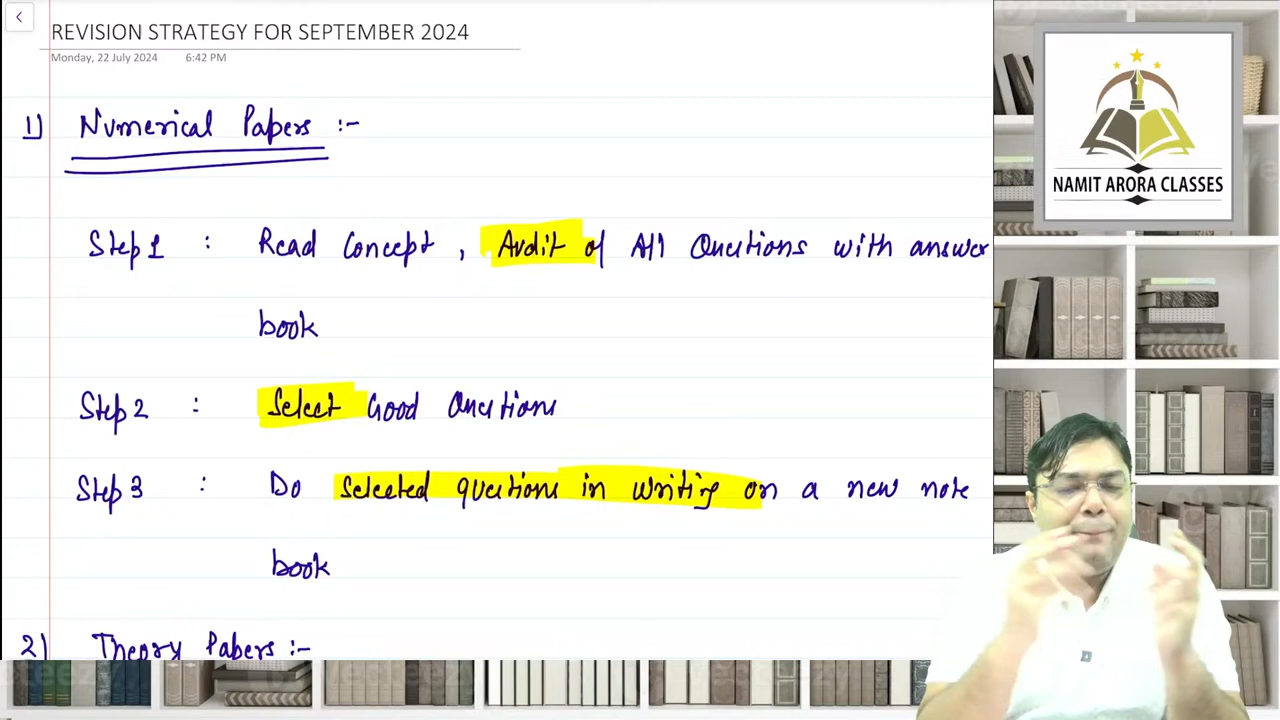 REVISION STRATEGY FOR SEPTEMBER 2024
Monday, 22 July 2024 6:42 PM
1) Numerical Papers :-
Step 1 : Read Concept , Audit of All Questions with answer
book
Step 2 : Select Good Questions
Step 3 : Do Selected questions in writing on a new note
book
2) Theory Papers :-
NAMIT ARORA CLASSES